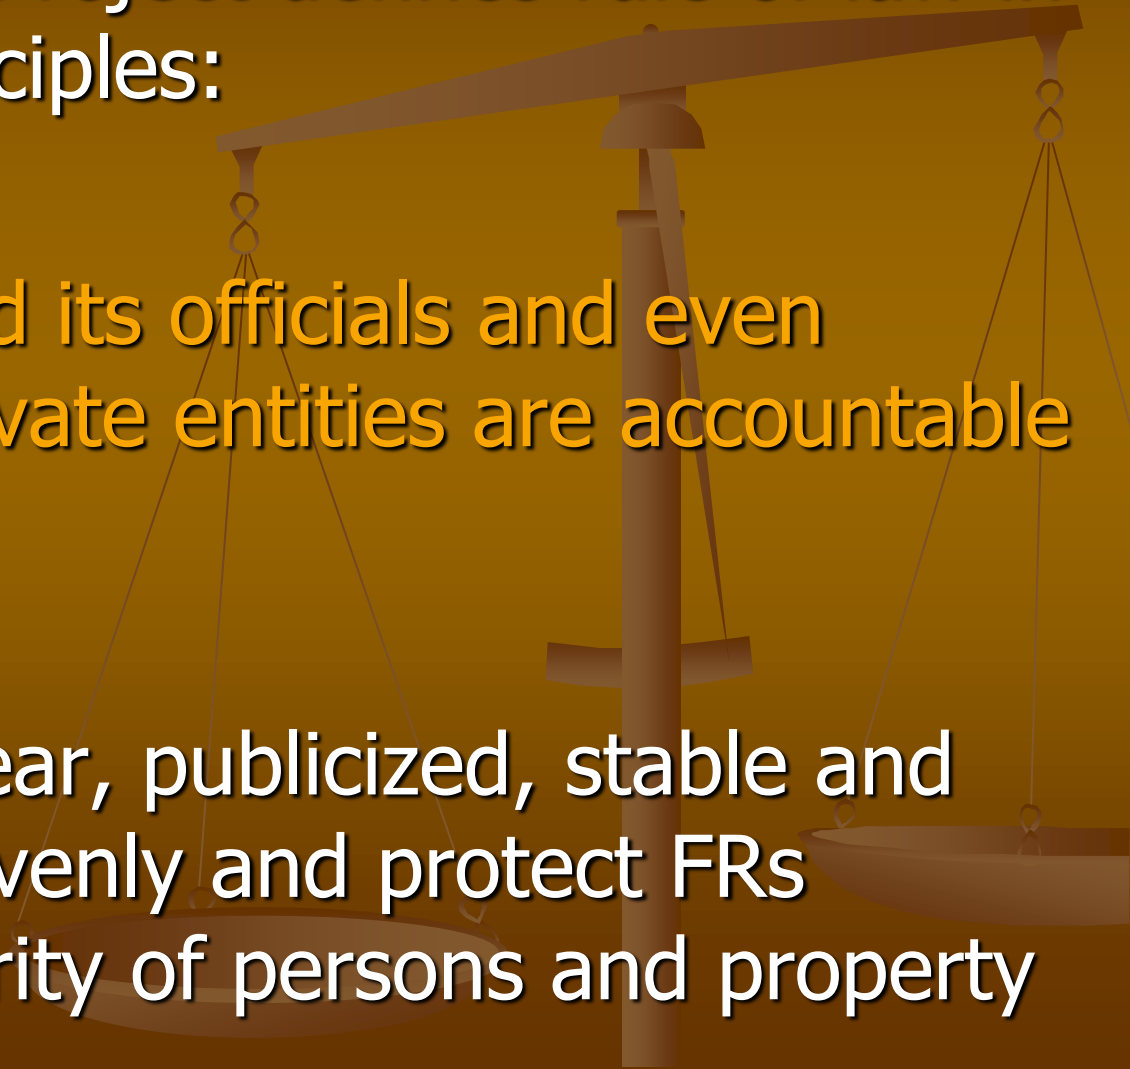 ciples:
d its officials and even
vate entities are accountable
ear, publicized, stable and
venly and protect FRs
rity of persons and property